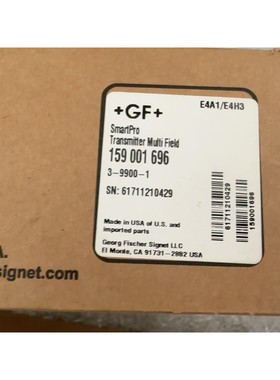 +GF+
E4A1/E4H3
SmartPro
Transmitter Multi Field
159 001 696
3-9900-1
SN: 61711210429
Made in USA of U.S. and
imported parts
Georg Fischer Signet LLC
El Monte, CA 91731-2882 USA
61711210429
159001696
A.
signet.com